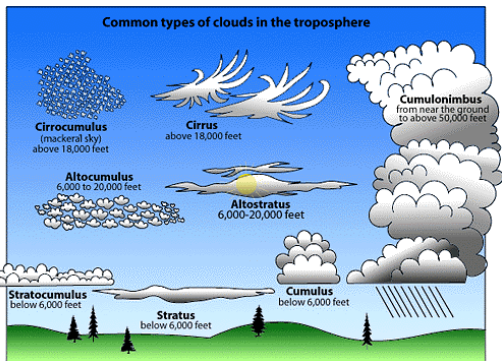 Common types of clouds in the troposphere
Cirrocumulus
(mackeral sky)
above 18,000 feet
Cirrus
above 18,000 feet
Cumulonimbus
from near the ground
to above 50,000 feet
Altocumulus
6,000 to 20,000 feet
Altostratus
6,000-20,000 feet
Stratocumulus
below 6,000 feet
Stratus
below 6,000 feet
Cumulus
below 6,000 feet